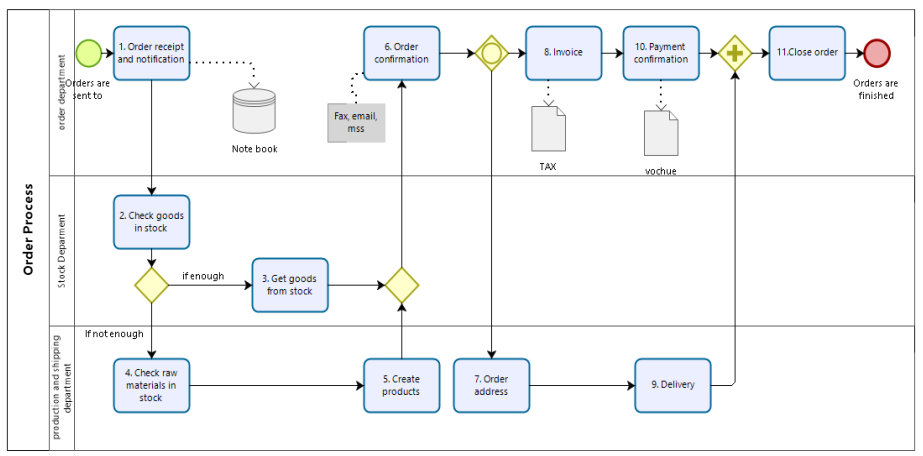 Order Process
order department
Stock Deparment
production and shipping
department
Orders are
sent to
1. Order receipt
and notification
Note book
6. Order
confirmation
Fax, email,
mss
8. Invoice
TAX
10. Payment
confirmation
vochue
11.Close order
Orders are
finished
2. Check goods
in stock
if enough
3. Get goods
from stock
If not enough
4. Check raw
materials in
stock
5. Create
products
7. Order
address
9. Delivery